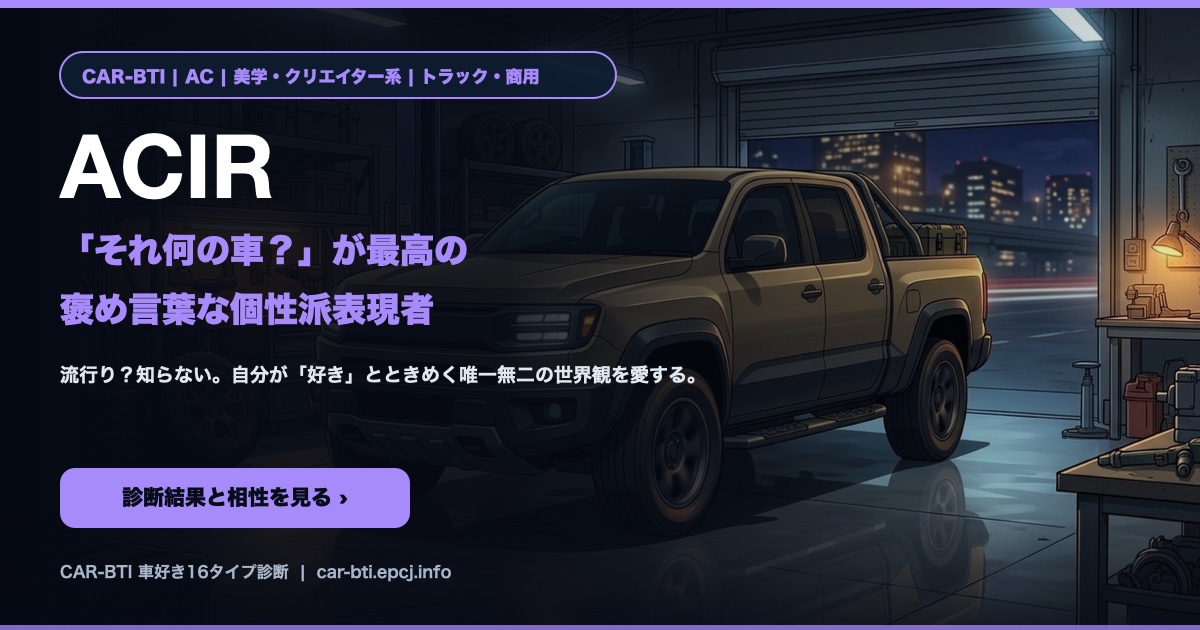 CAR-BTI | AC | 美学・クリエイター系 | トラック・商用
ACIR
「それ何の車？」が最高の
褒め言葉な個性派表現者
流行り？知らない。自分が「好き」とときめく唯一無二の世界観を愛する。
診断結果と相性を見る ›
CAR-BTI 車好き16タイプ診断 | car-bti.epcj.info